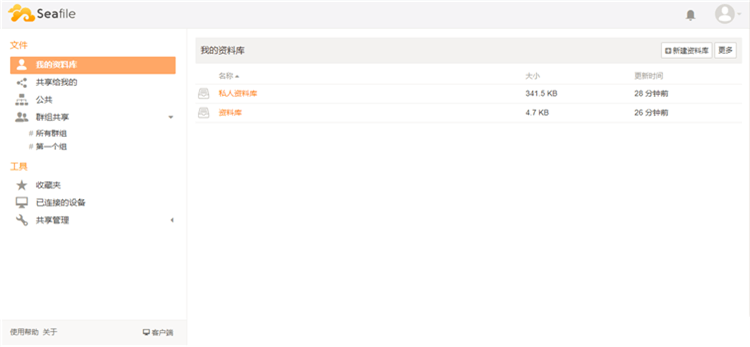 Seafile
文件
我的资料库
共享给我的
公共
群组共享
# 所有群组
# 第一个组
工具
收藏夹
已连接的设备
共享管理
使用帮助 关于 客户端
我的资料库 新建资料库 更多
名称 大小 更新时间
私人资料库 341.5 KB 28 分钟前
资料库 4.7 KB 26 分钟前